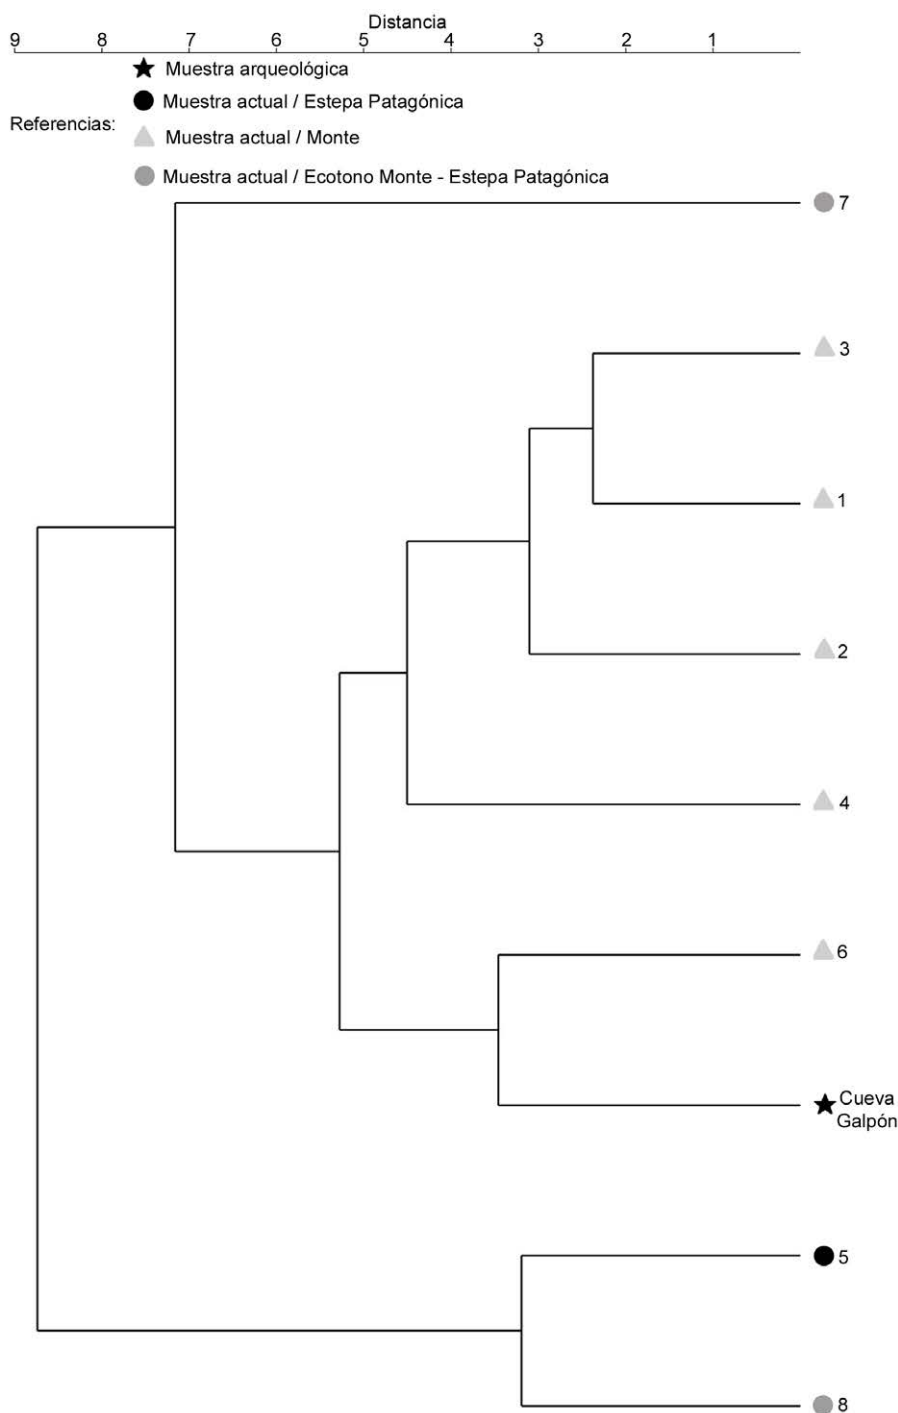 Distancia
9 8 7 6 5 4 3 2 1
Muestra arqueológica
Muestra actual / Estepa Patagónica
Referencias:
Muestra actual / Monte
Muestra actual / Ecotono Monte - Estepa Patagónica
7
3
1
2
4
6
Cueva
Galpón
5
8